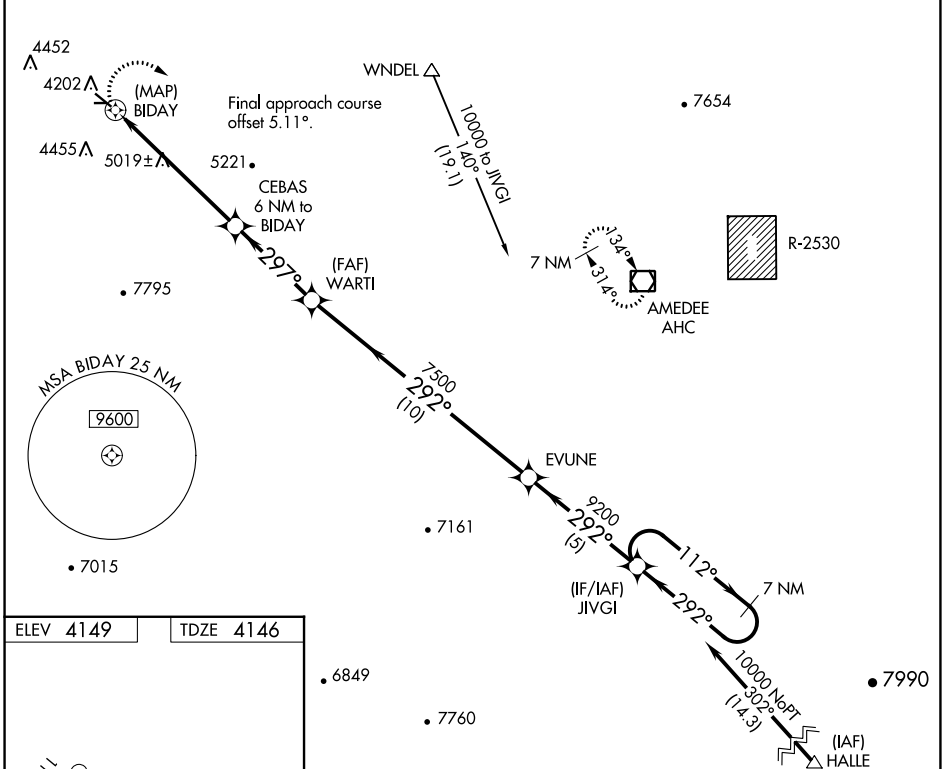 4452
4202
(MAP)
BIDAY
Final approach course
offset 5.11°.
4455
5019±
5221
CEBAS
6 NM to
BIDAY
297°
(FAF)
WARTI
WNDEL
10000 to JIVGI
140°
(19.1)
7654
7 NM
134°
314°
AMEDEE
AHC
R-2530
7795
MSA BIDAY 25 NM
9600
7500
292°
(10)
EVUNE
9200
292°
(5)
7161
7015
(IF/IAF)
JIVGI
112°
292°
7 NM
10000 NoPT
302°
(14.3)
(IAF)
HALLE
7990
ELEV 4149
TDZE 4146
6849
7760